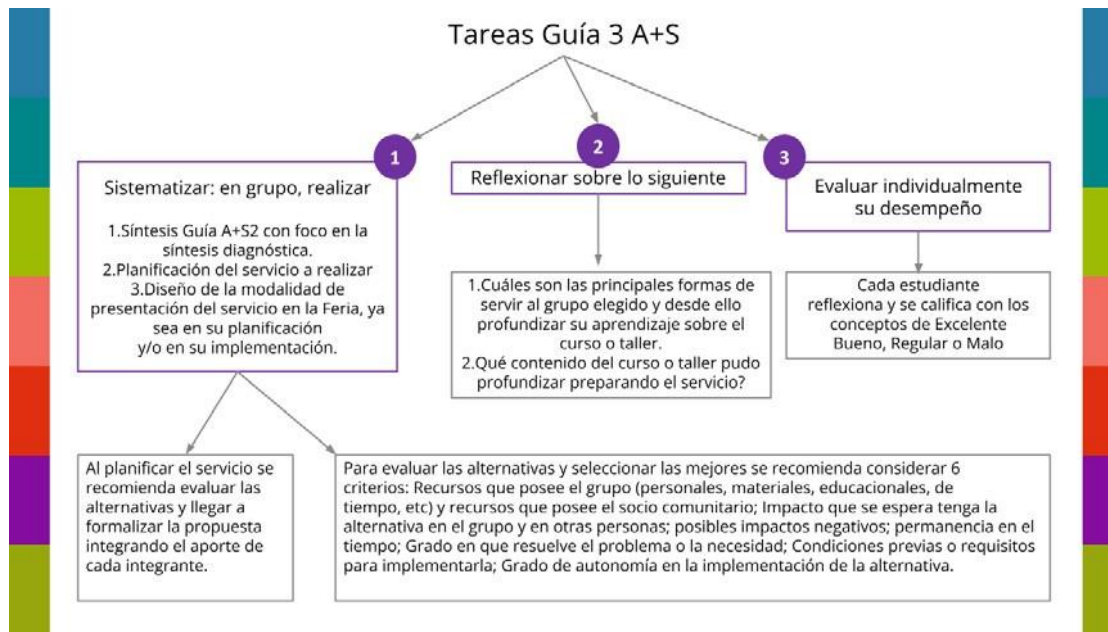 Tareas Guía 3 A+S
1
Sistematizar: en grupo, realizar
1.Síntesis Guía A+S2 con foco en la
síntesis diagnóstica.
2.Planificación del servicio a realizar
3.Diseño de la modalidad de
presentación del servicio en la Feria, ya
sea en su planificación
y/o en su implementación.
2
Reflexionar sobre lo siguiente
1.Cuáles son las principales formas de
servir al grupo elegido y desde ello
profundizar su aprendizaje sobre el
curso o taller.
2.Qué contenido del curso o taller pudo
profundizar preparando el servicio?
3
Evaluar individualmente
su desempeño
Cada estudiante
reflexiona y se califica con los
conceptos de Excelente
Bueno, Regular o Malo
Al planificar el servicio se
recomienda evaluar las
alternativas y llegar a
formalizar la propuesta
integrando el aporte de
cada integrante.
Para evaluar las alternativas y seleccionar las mejores se recomienda considerar 6
criterios: Recursos que posee el grupo (personales, materiales, educacionales, de
tiempo, etc) y recursos que posee el socio comunitario; Impacto que se espera tenga la
alternativa en el grupo y en otras personas; posibles impactos negativos; permanencia en el
tiempo; Grado en que resuelve el problema o la necesidad; Condiciones previas o requisitos
para implementarla; Grado de autonomía en la implementación de la alternativa.